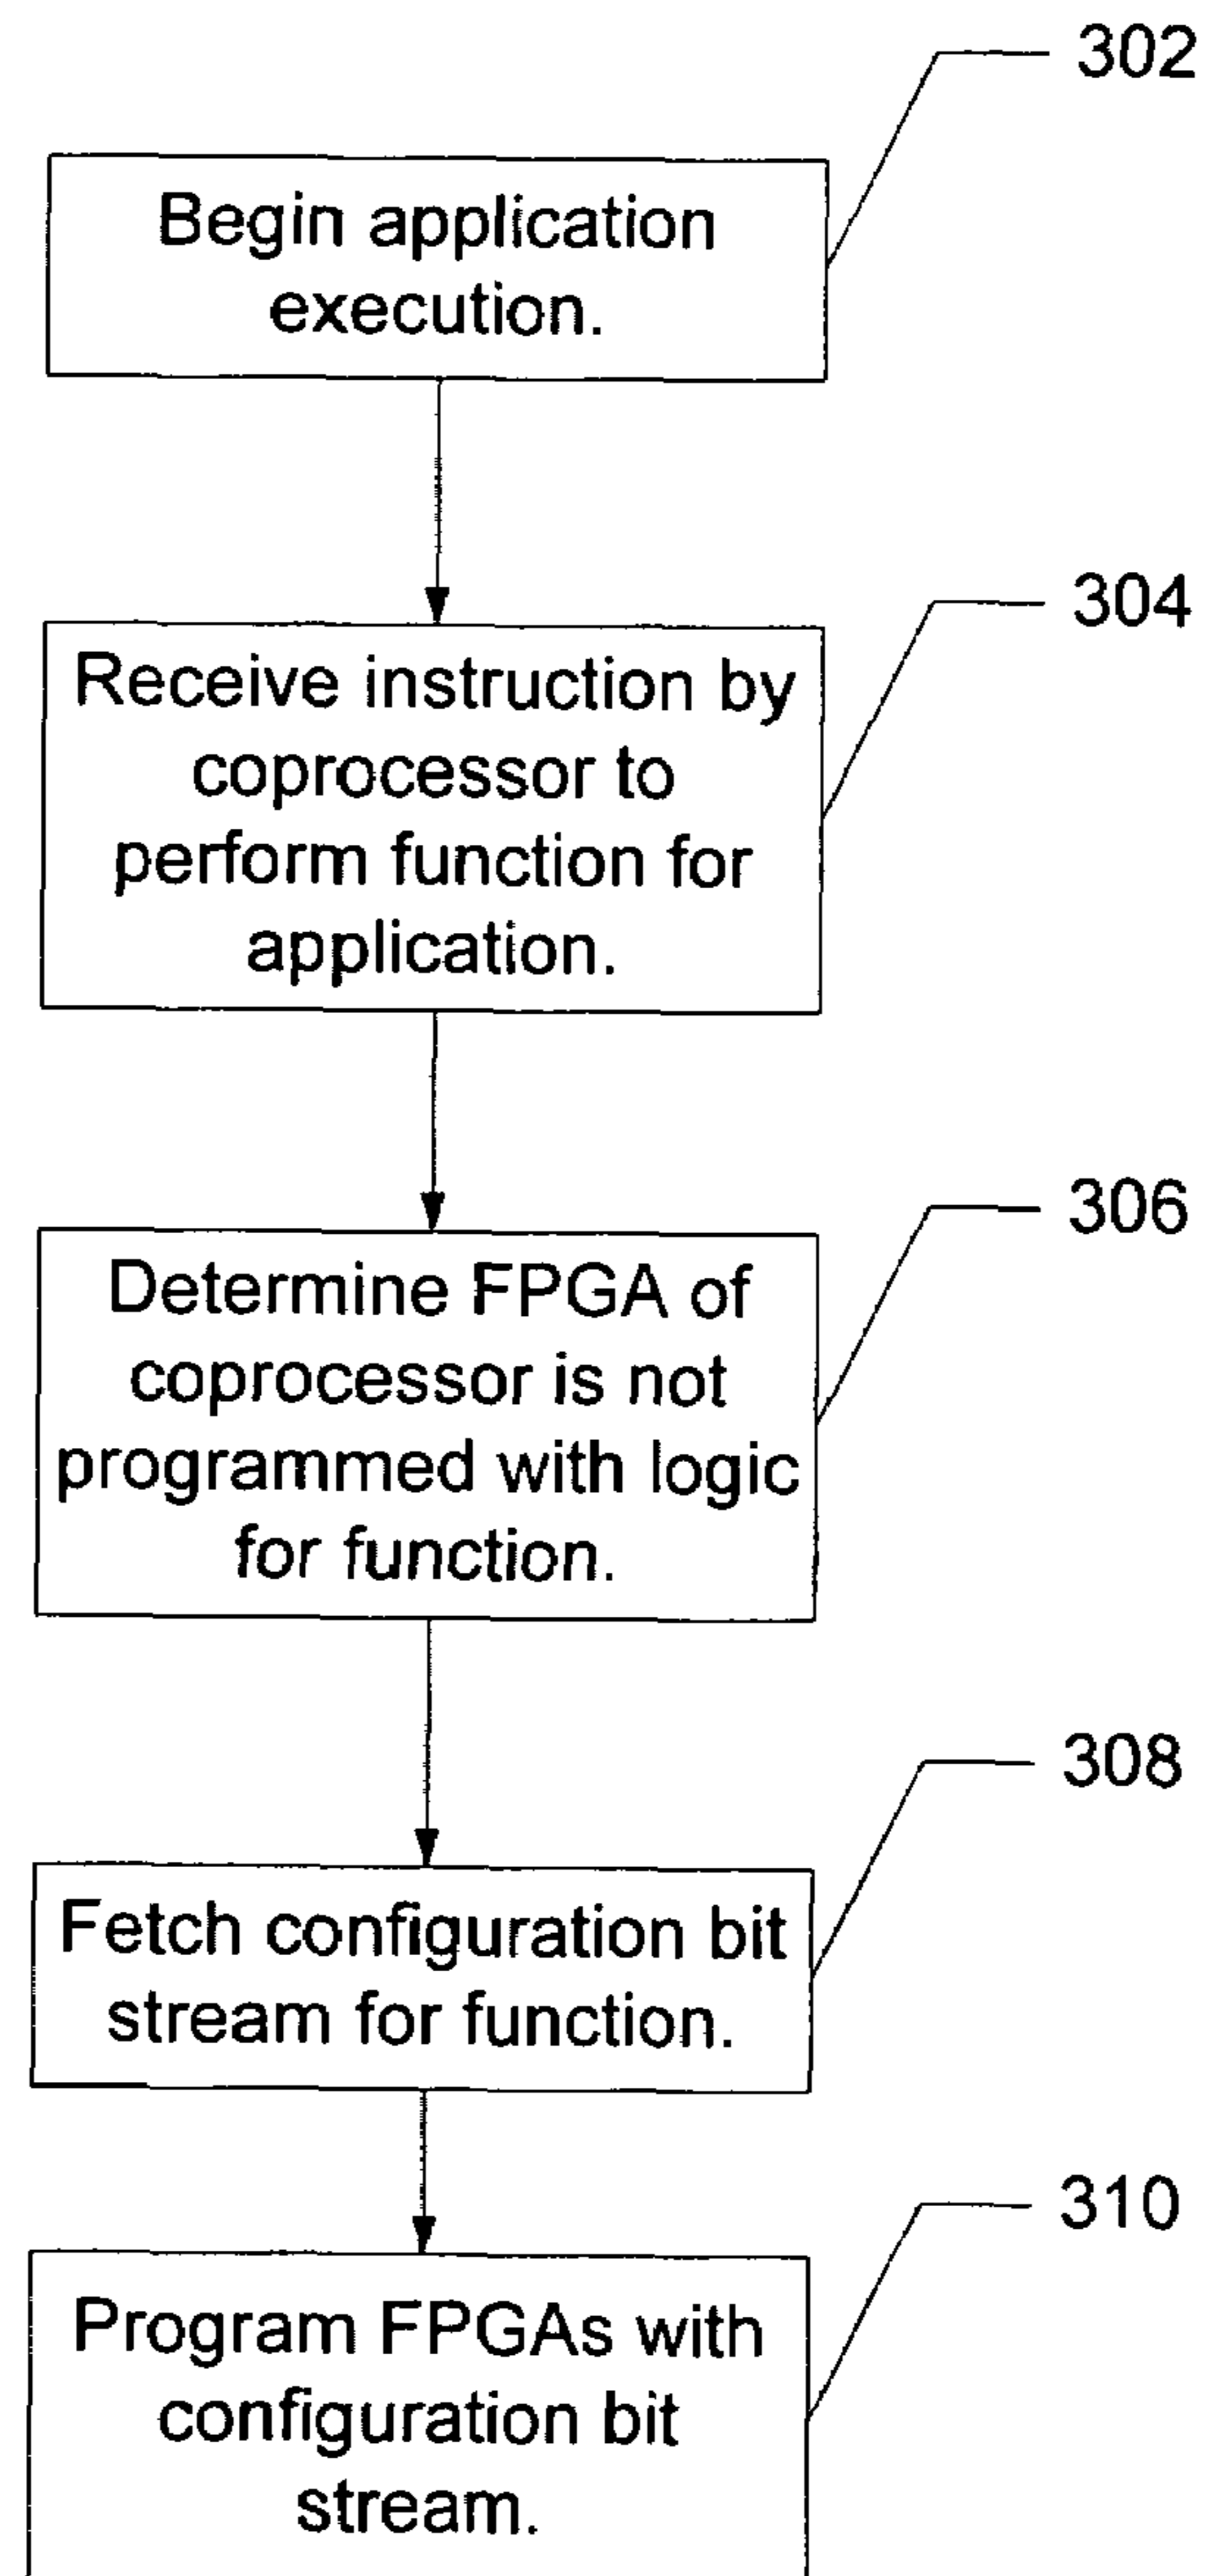 302
Begin application
execution.
304
Receive instruction by
coprocessor to
perform function for
application.
306
Determine FPGA of
coprocessor is not
programmed with logic
for function.
308
Fetch configuration bit
stream for function.
310
Program FPGAs with
configuration bit
stream.